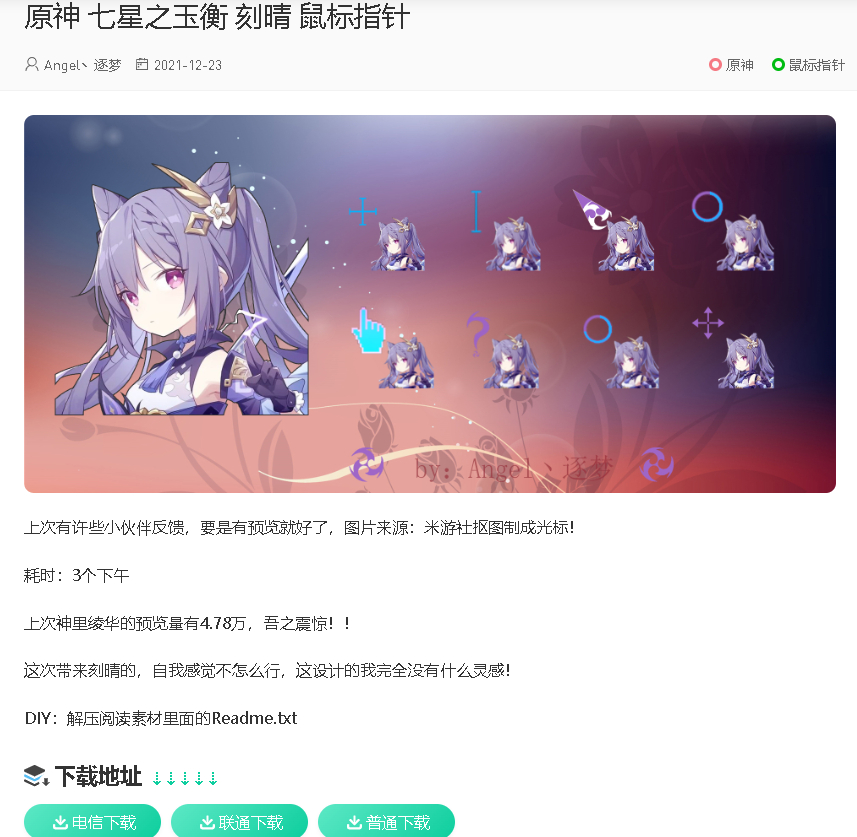 原神 七星之玉衡 刻晴 鼠标指针
Angel丶逐梦 2021-12-23 原神 鼠标指针
by：Angel丶逐梦
上次有许些小伙伴反馈，要是有预览就好了，图片来源：米游社抠图制成光标！
耗时：3个下午
上次神里绫华的预览量有4.78万，吾之震惊！！
这次带来刻晴的，自我感觉不怎么行，这设计的我完全没有什么灵感！
DIY：解压阅读素材里面的Readme.txt
下载地址 ↓↓↓↓↓
电信下载 联通下载 普通下载